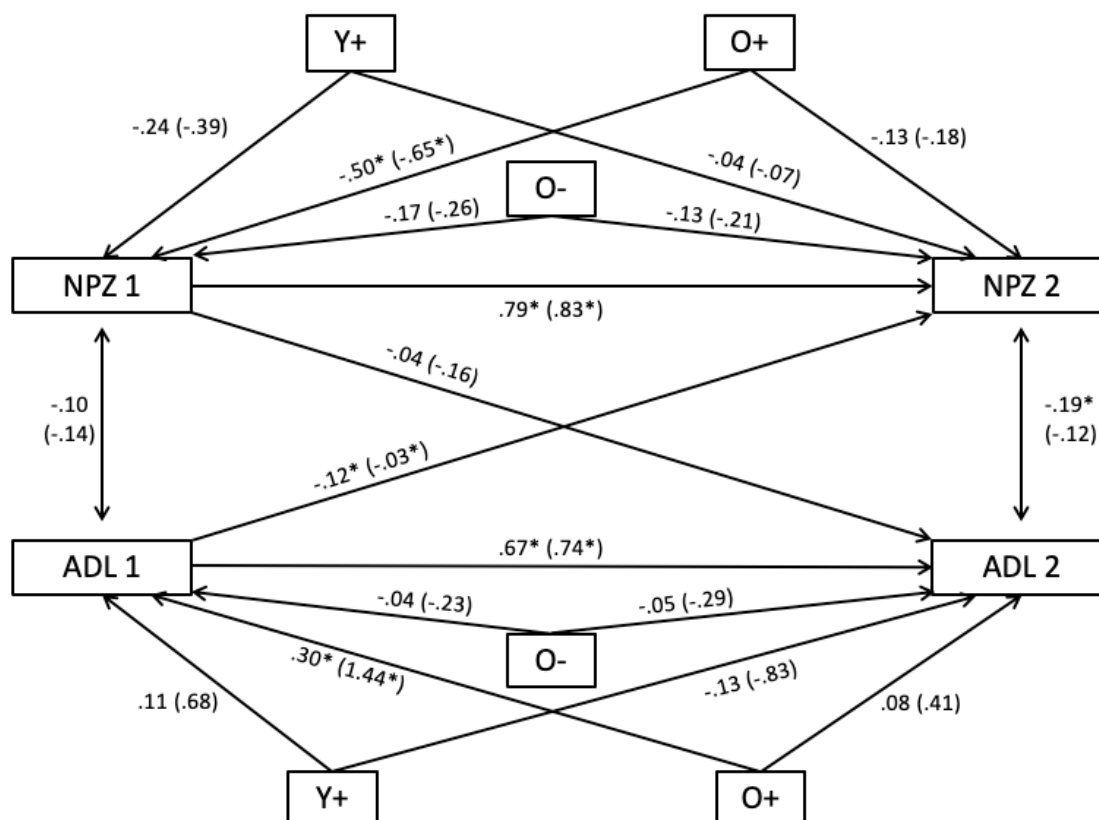 Y+
O+
-.24 (-.39)
-.50* (-.65*)
-.04 (-.07)
-.13 (-.18)
O-
-.17 (-.26)
-.13 (-.21)
NPZ 1
NPZ 2
.79* (.83*)
-.04 (-.16)
-.10
(-.14)
-.19*
(-.12)
-.12* (-.03*)
ADL 1
ADL 2
.67* (.74*)
-.04 (-.23)
-.05 (-.29)
O-
.30* (1.44*)
-.13 (-.83)
.11 (.68)
.08 (.41)
Y+
O+